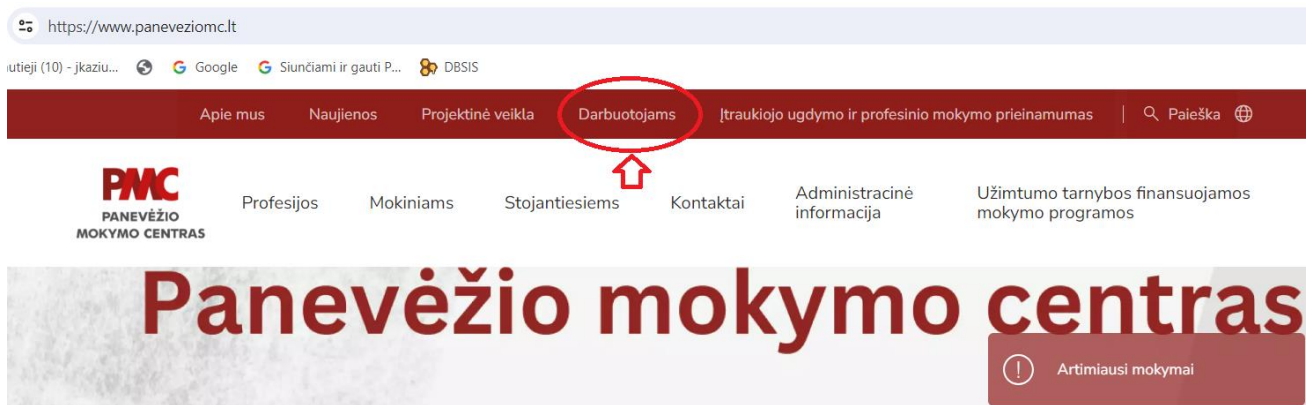 https://www.paneveziomc.lt
utieji (10) - jkaziu... Google Siunčiami ir gauti P... DBSIS
Apie mus Naujienos Projektinė veikla Darbuotojams Įtraukiojo ugdymo ir profesinio mokymo prieinamumas | Paieška
PMC
PANEVĖŽIO
MOKYMO CENTRAS
Profesijos Mokiniams Stojantiesiems Kontaktai
Administracinė
informacija
Užimtumo tarnybos finansuojamos
mokymo programos
Panevėžio mokymo centras
Artimiausi mokymai